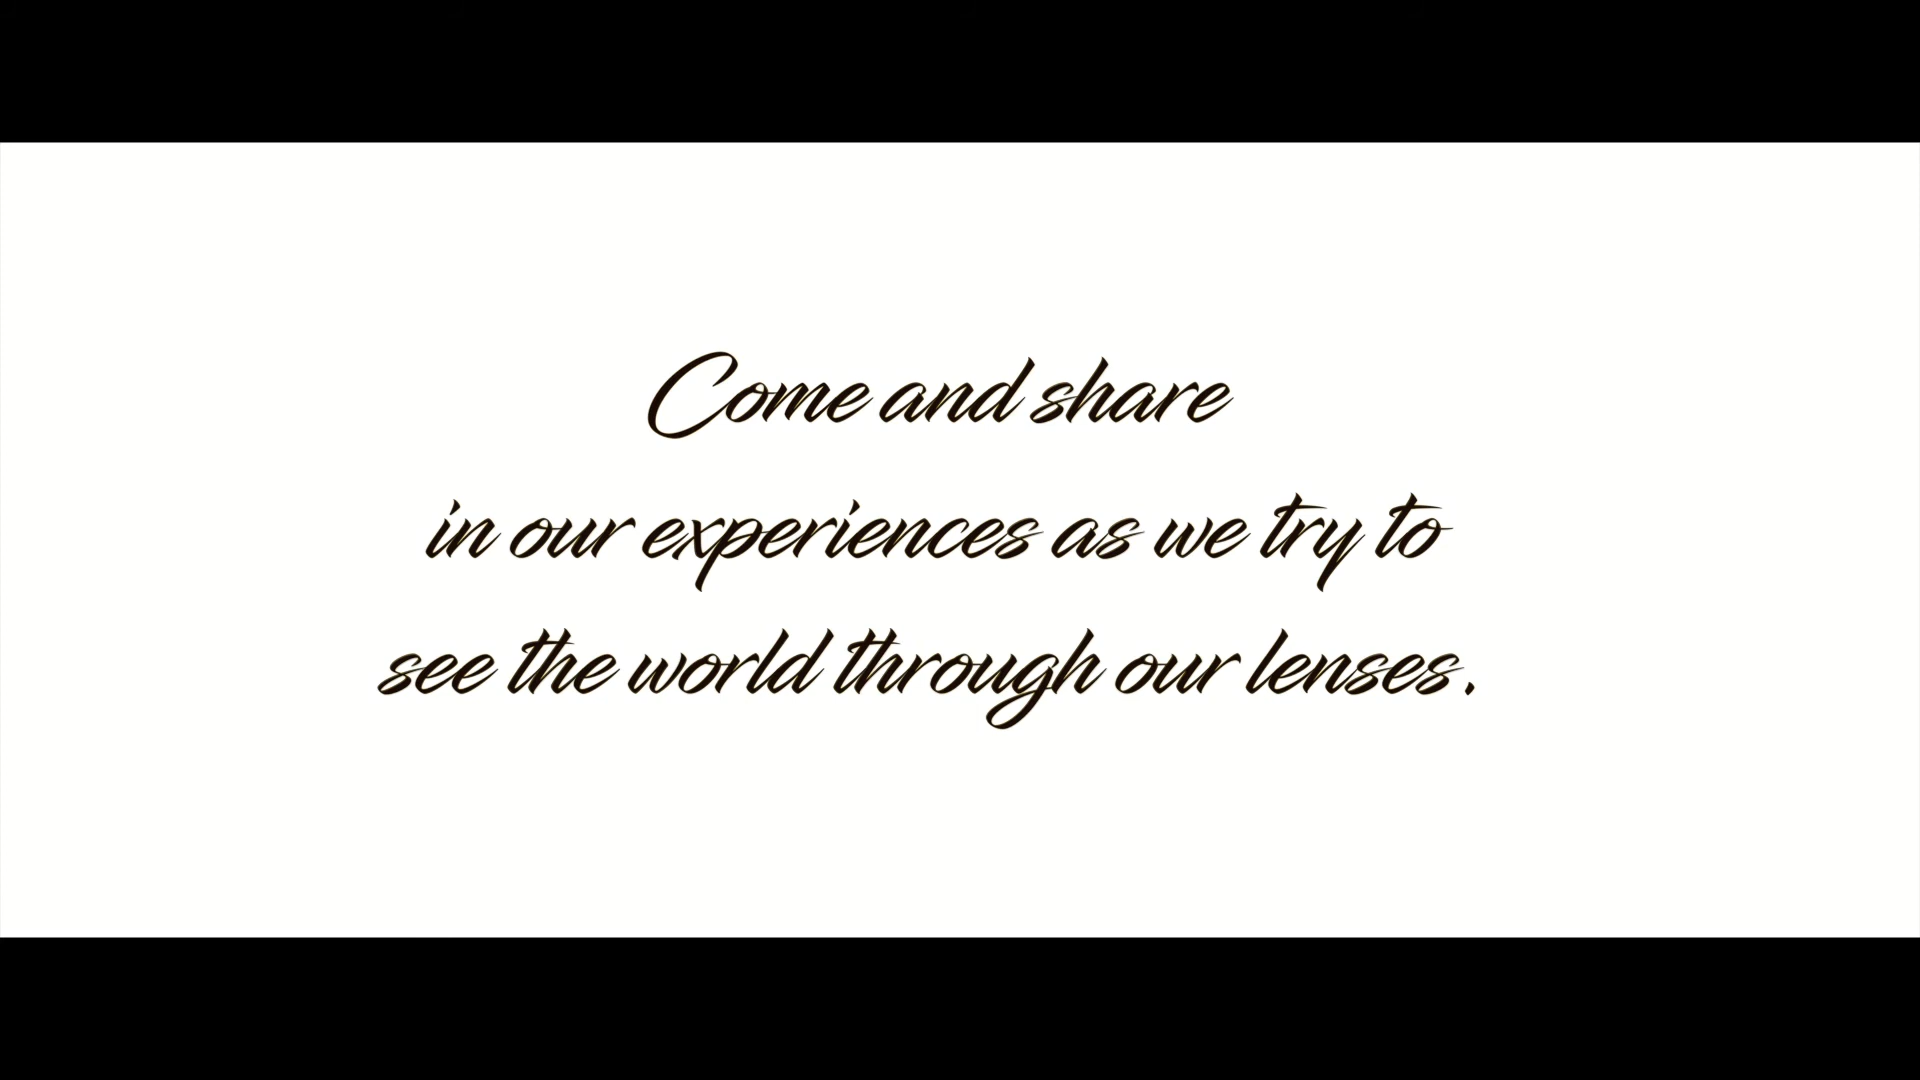 Come and share
in our experiences as we try to
see the world through our lenses.